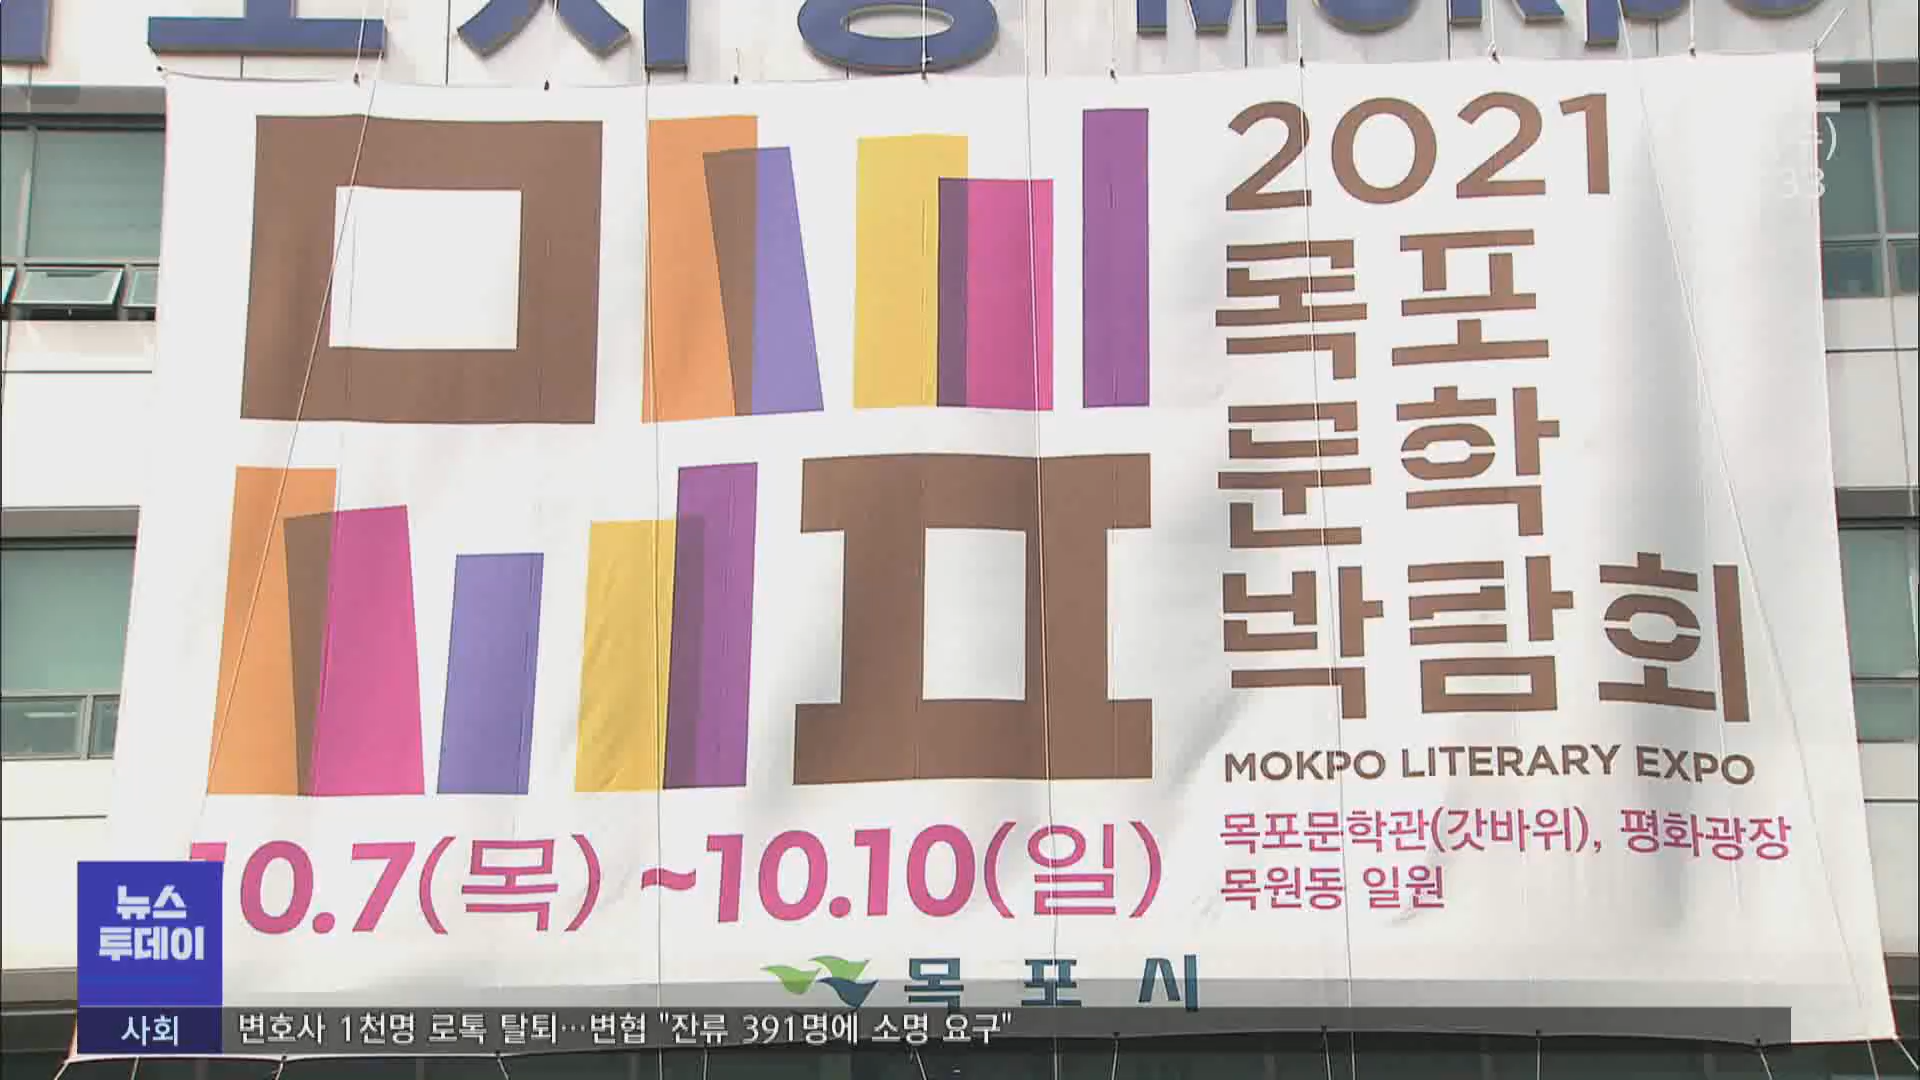 MOKPO
2021
목포
문학
박람회
MOKPO LITERARY EXPO
10.7(목) ~10.10(일)
목포문학관(갓바위), 평화광장
목원동 일원
목포시
뉴스
투데이
사회
변호사 1천명 로톡 탈퇴…변협 "잔류 391명에 소명 요구"